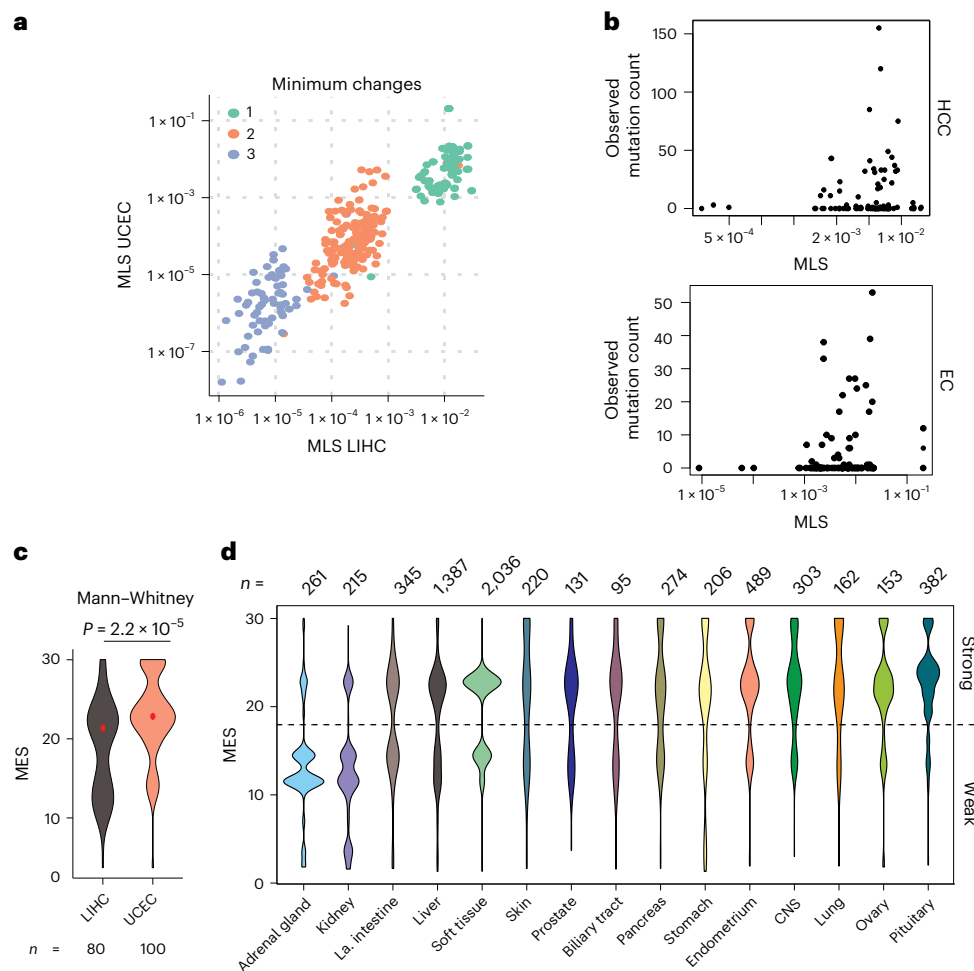 a
Minimum changes
1
2
3
MLS UCEC
1 × 10⁻¹
1 × 10⁻³
1 × 10⁻⁵
1 × 10⁻⁷
1 × 10⁻⁶
1 × 10⁻⁵
1 × 10⁻⁴
1 × 10⁻³
1 × 10⁻²
MLS LIHC
b
Observed
mutation count
150
100
50
0
HCC
5 × 10⁻⁴
2 × 10⁻³
1 × 10⁻²
MLS
Observed
mutation count
50
40
30
20
10
0
EC
1 × 10⁻⁵
1 × 10⁻³
1 × 10⁻¹
MLS
c
Mann–Whitney
P = 2.2 × 10⁻⁵
MES
30
20
10
0
LIHC
UCEC
n = 80 100
d
n = 261 215 345 1,387 2,036 220 131 95 274 206 489 303 162 153 382
MES
30
20
10
0
Strong
Weak
Adrenal gland
Kidney
La. intestine
Liver
Soft tissue
Skin
Prostate
Biliary tract
Pancreas
Stomach
Endometrium
CNS
Lung
Ovary
Pituitary